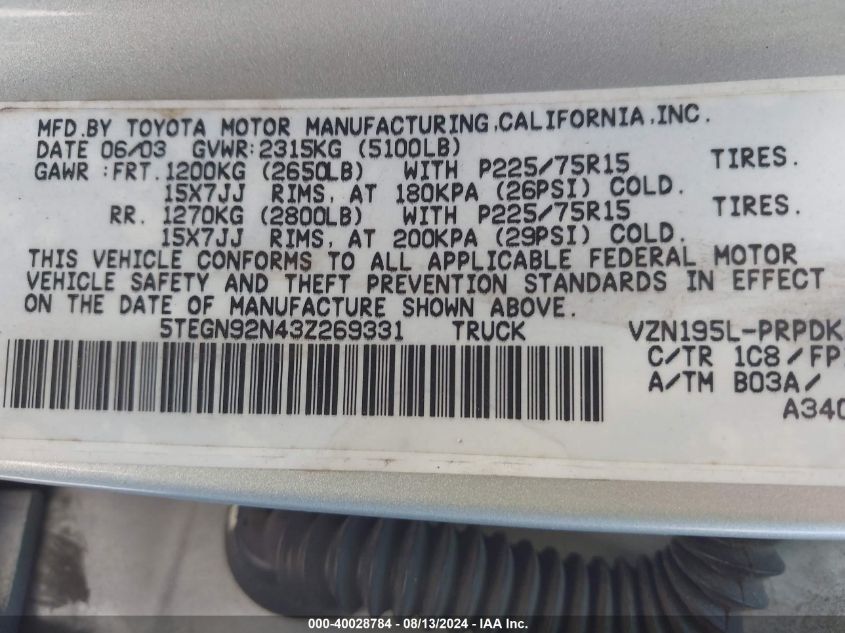 MFD.BY TOYOTA MOTOR MANUFACTURING,CALIFORNIA,INC.
DATE 06/03 GVWR:2315KG (5100LB)
GAWR :FRT.1200KG (2650LB) WITH P225/75R15 TIRES.
15X7JJ RIMS, AT 180KPA (26PSI) COLD.
RR. 1270KG (2800LB) WITH P225/75R15 TIRES.
15X7JJ RIMS, AT 200KPA (29PSI) COLD.
THIS VEHICLE CONFORMS TO ALL APPLICABLE FEDERAL MOTOR
VEHICLE SAFETY AND THEFT PREVENTION STANDARDS IN EFFECT
ON THE DATE OF MANUFACTURE SHOWN ABOVE.
5TEGN92N43Z269331 TRUCK VZN195L-PRPDK
C/TR 1C8/FP
A/TM B03A/
A340
000-40028784 - 08/13/2024 - IAA Inc.